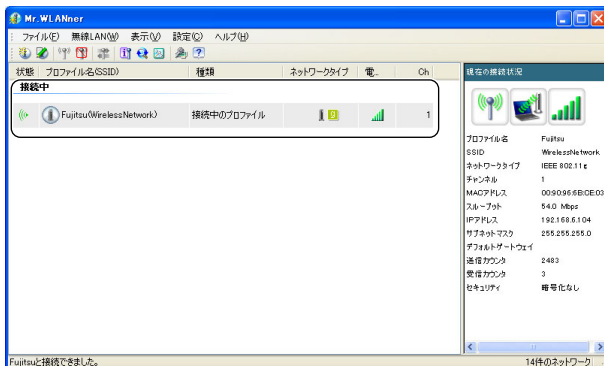 Mr.WLANner
ファイル(F) 無線LAN(W) 表示(V) 設定(C) ヘルプ(H)
状態 プロファイル名(SSID) 種類 ネットワークタイプ 電... Ch
接続中
Fujitsu(WirelessNetwork) 接続中のプロファイル 1
現在の接続状況
プロファイル名 Fujitsu
SSID WirelessNetwork
ネットワークタイプ IEEE 802.11g
チャンネル 1
MACアドレス 00:90:96:6B:CE:03
スループット 54.0 Mbps
IPアドレス 192.168.6.104
サブネットマスク 255.255.255.0
デフォルトゲートウェイ
送信カウンタ 2483
受信カウンタ 3
セキュリティ 暗号化なし
Fujitsuと接続できました。 14件のネットワーク